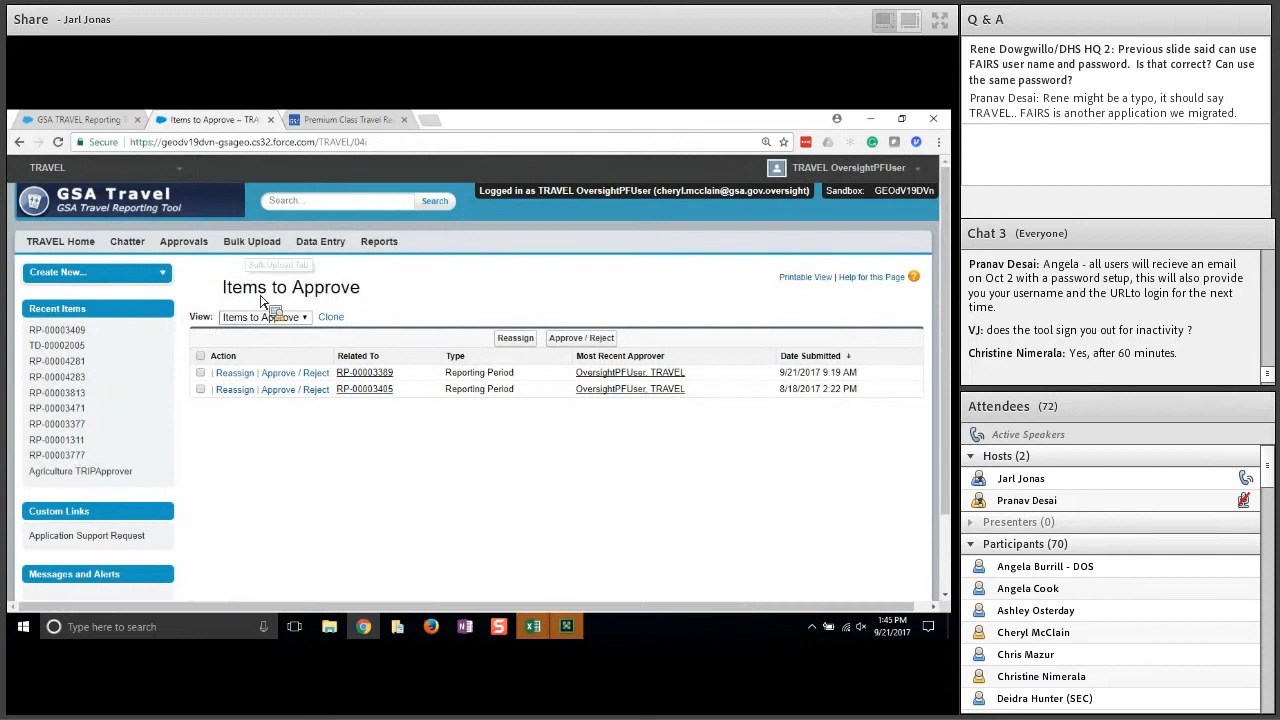 Share - Jarl Jonas
GSA TRAVEL Reporting T
Items to Approve ~ TRA
Premium Class Travel Re
Secure https://geodv19dvn-gsageo.cs32.force.com/TRAVEL/04i
TRAVEL
TRAVEL OversightPFUser
GSA Travel
GSA Travel Reporting Tool
Search...
Search
Logged in as TRAVEL OversightPFUser (cheryl.mcclain@gsa.gov.oversight)
Sandbox: GEOdV19DVn
TRAVEL Home
Chatter
Approvals
Bulk Upload
Data Entry
Reports
Bulk Upload Tab
Create New...
Recent Items
RP-00003409
TD-00002005
RP-00004281
RP-00004283
RP-00003813
RP-00003471
RP-00003377
RP-00001311
RP-00003777
Agriculture TRIPApprover
Custom Links
Application Support Request
Messages and Alerts
Items to Approve
Printable View | Help for this Page
View: Items to Approve Clone
Reassign
Approve / Reject
Action Related To Type Most Recent Approver Date Submitted
| Reassign | Approve / Reject RP-00003389 Reporting Period OversightPFUser, TRAVEL 9/21/2017 9:19 AM
| Reassign | Approve / Reject RP-00003405 Reporting Period OversightPFUser, TRAVEL 8/18/2017 2:22 PM
Type here to search
1:45 PM
9/21/2017
Q & A
Rene Dowgwillo/DHS HQ 2: Previous slide said can use
FAIRS user name and password. Is that correct? Can use
the same password?
Pranav Desai: Rene might be a typo, it should say
TRAVEL.. FAIRS is another application we migrated.
Chat 3 (Everyone)
Pranav Desai: Angela - all users will recieve an email
on Oct 2 with a password setup, this will also provide
you your username and the URLto login for the next
time.
VJ: does the tool sign you out for inactivity ?
Christine Nimerala: Yes, after 60 minutes.
Attendees (72)
Active Speakers
Hosts (2)
Jarl Jonas
Pranav Desai
Presenters (0)
Participants (70)
Angela Burrill - DOS
Angela Cook
Ashley Osterday
Cheryl McClain
Chris Mazur
Christine Nimerala
Deidra Hunter (SEC)